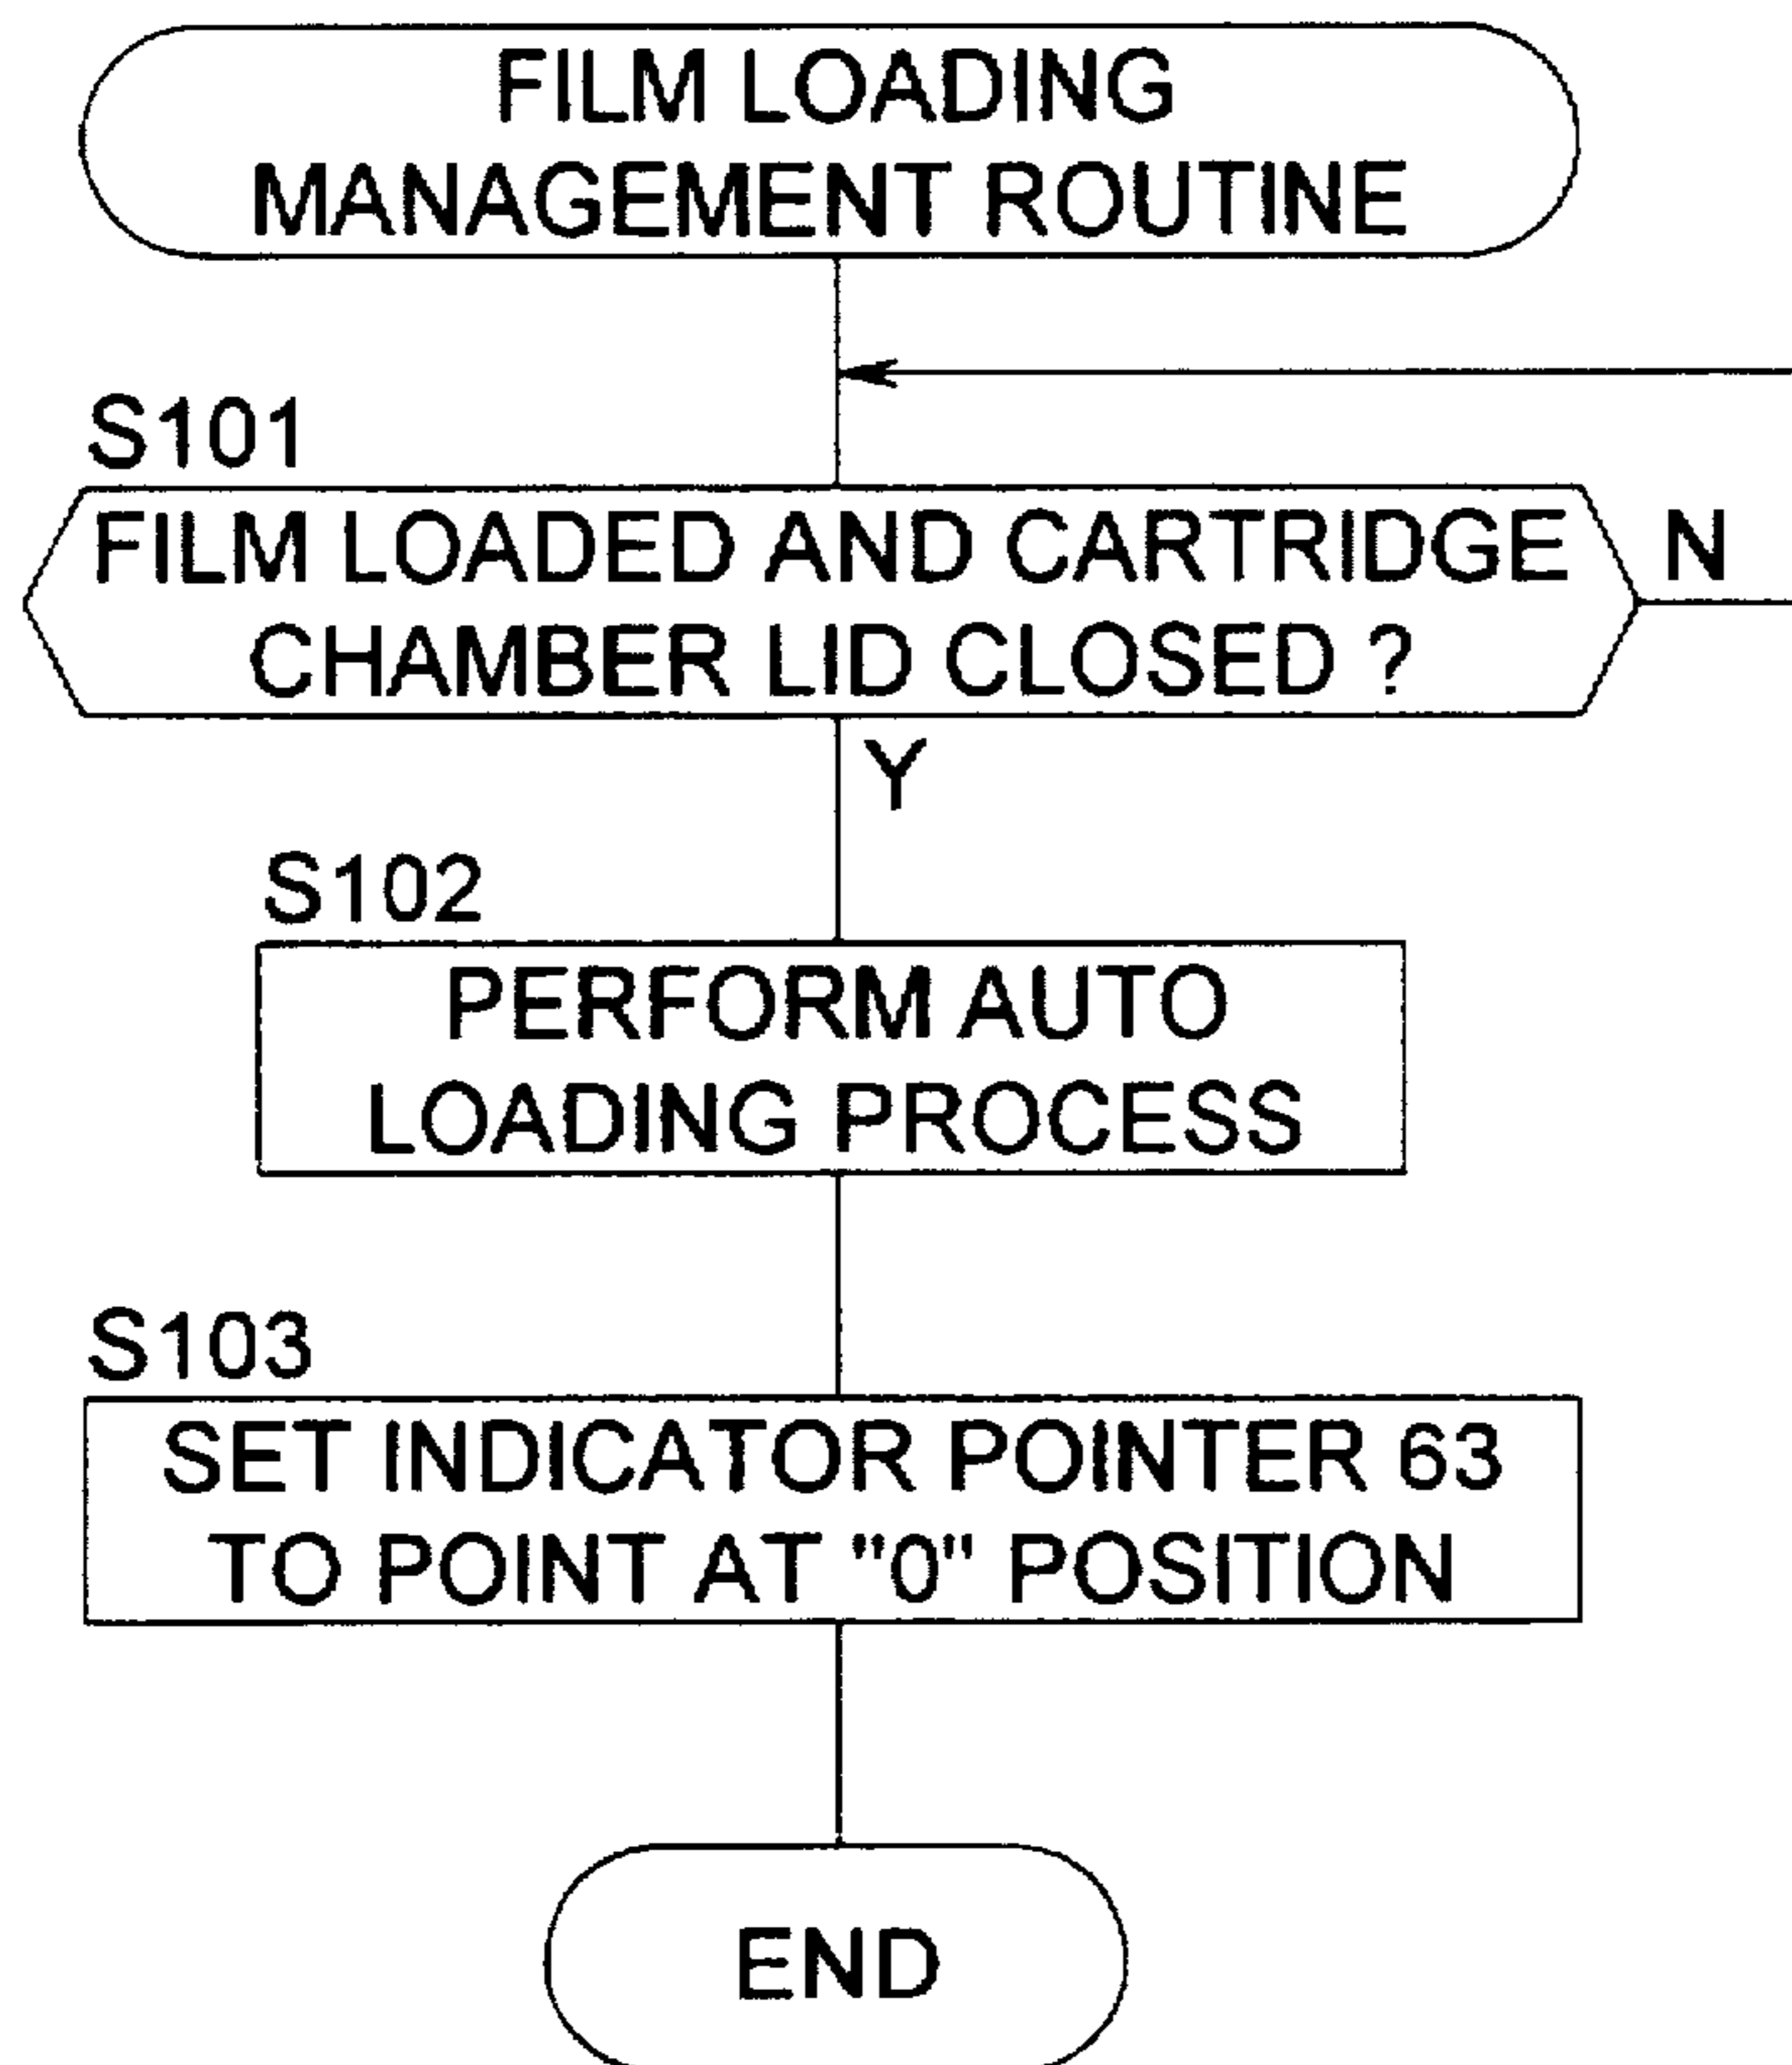 FILM LOADING
MANAGEMENT ROUTINE
S101
FILM LOADED AND CARTRIDGE
CHAMBER LID CLOSED ?
N
Y
S102
PERFORM AUTO
LOADING PROCESS
S103
SET INDICATOR POINTER 63
TO POINT AT "0" POSITION
END